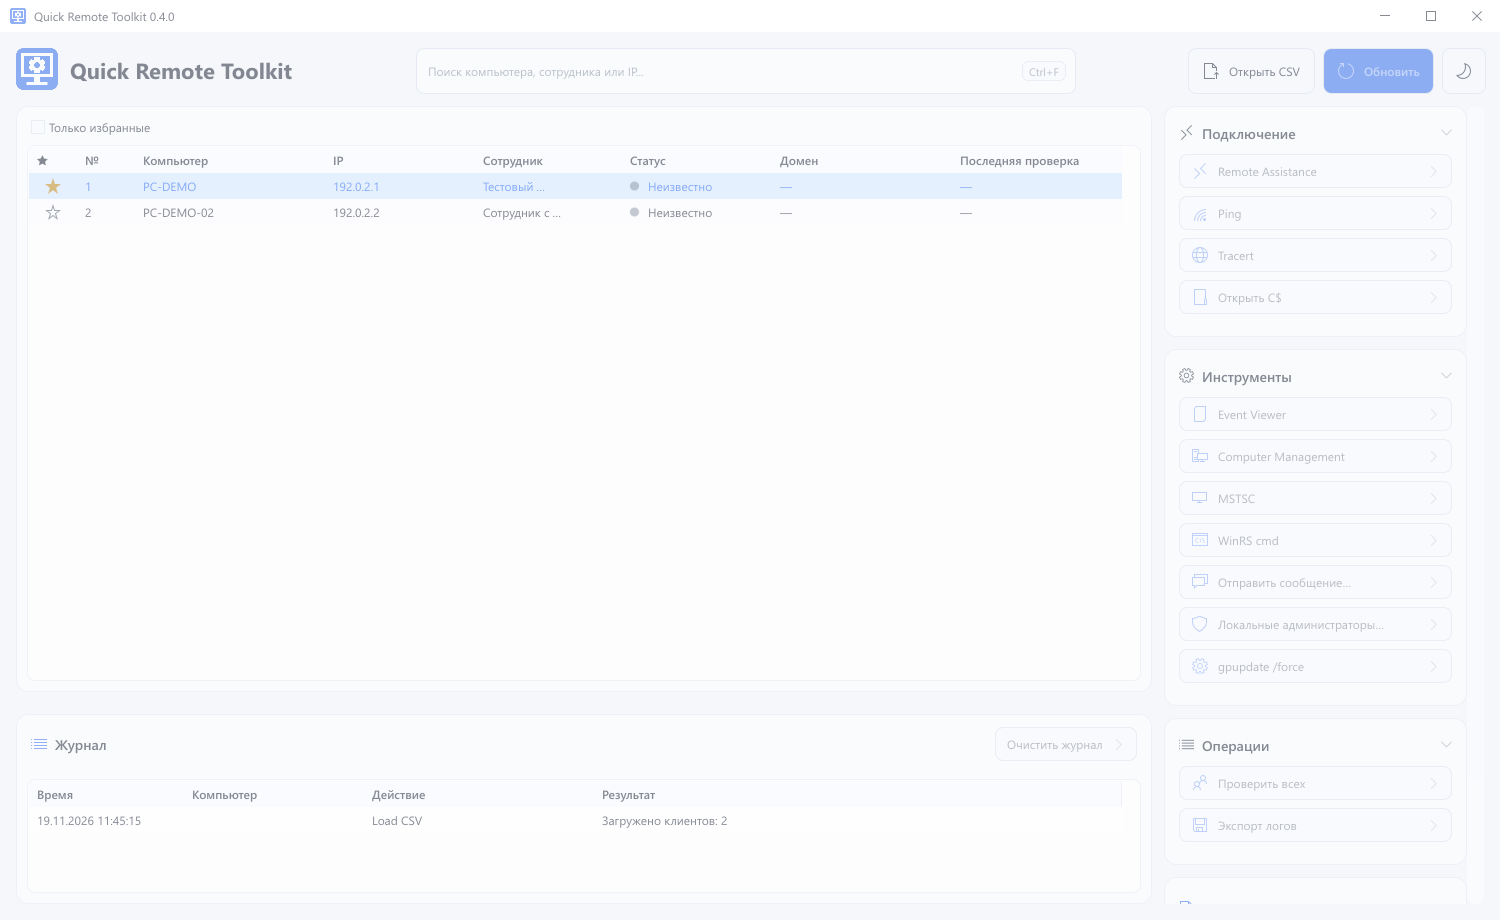 Quick Remote Toolkit 0.4.0
Quick Remote Toolkit
Поиск компьютера, сотрудника или IP...
Ctrl+F
Открыть CSV
Обновить
Только избранные
★ № Компьютер IP Сотрудник Статус Домен Последняя проверка
★ 1 PC-DEMO 192.0.2.1 Тестовый ... Неизвестно — —
☆ 2 PC-DEMO-02 192.0.2.2 Сотрудник с ... Неизвестно — —
Журнал
Очистить журнал
Время Компьютер Действие Результат
19.11.2026 11:45:15 Load CSV Загружено клиентов: 2
Подключение
Remote Assistance
Ping
Tracert
Открыть C$
Инструменты
Event Viewer
Computer Management
MSTSC
WinRS cmd
Отправить сообщение...
Локальные администраторы...
gpupdate /force
Операции
Проверить всех
Экспорт логов